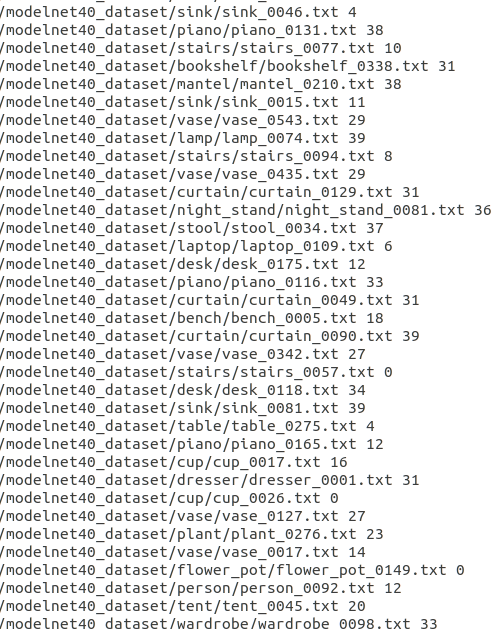 /modelnet40_dataset/sink/sink_0046.txt 4
/modelnet40_dataset/piano/piano_0131.txt 38
/modelnet40_dataset/stairs/stairs_0077.txt 10
/modelnet40_dataset/bookshelf/bookshelf_0338.txt 31
/modelnet40_dataset/mantel/mantel_0210.txt 38
/modelnet40_dataset/sink/sink_0015.txt 11
/modelnet40_dataset/vase/vase_0543.txt 29
/modelnet40_dataset/lamp/lamp_0074.txt 39
/modelnet40_dataset/stairs/stairs_0094.txt 8
/modelnet40_dataset/vase/vase_0435.txt 29
/modelnet40_dataset/curtain/curtain_0129.txt 31
/modelnet40_dataset/night_stand/night_stand_0081.txt 36
/modelnet40_dataset/stool/stool_0034.txt 37
/modelnet40_dataset/laptop/laptop_0109.txt 6
/modelnet40_dataset/desk/desk_0175.txt 12
/modelnet40_dataset/piano/piano_0116.txt 33
/modelnet40_dataset/curtain/curtain_0049.txt 31
/modelnet40_dataset/bench/bench_0005.txt 18
/modelnet40_dataset/curtain/curtain_0090.txt 39
/modelnet40_dataset/vase/vase_0342.txt 27
/modelnet40_dataset/stairs/stairs_0057.txt 0
/modelnet40_dataset/desk/desk_0118.txt 34
/modelnet40_dataset/sink/sink_0081.txt 39
/modelnet40_dataset/table/table_0275.txt 4
/modelnet40_dataset/piano/piano_0165.txt 12
/modelnet40_dataset/cup/cup_0017.txt 16
/modelnet40_dataset/dresser/dresser_0001.txt 31
/modelnet40_dataset/cup/cup_0026.txt 0
/modelnet40_dataset/vase/vase_0127.txt 27
/modelnet40_dataset/plant/plant_0276.txt 23
/modelnet40_dataset/vase/vase_0017.txt 14
/modelnet40_dataset/flower_pot/flower_pot_0149.txt 0
/modelnet40_dataset/person/person_0092.txt 12
/modelnet40_dataset/tent/tent_0045.txt 20
/modelnet40_dataset/wardrobe/wardrobe_0098.txt 33